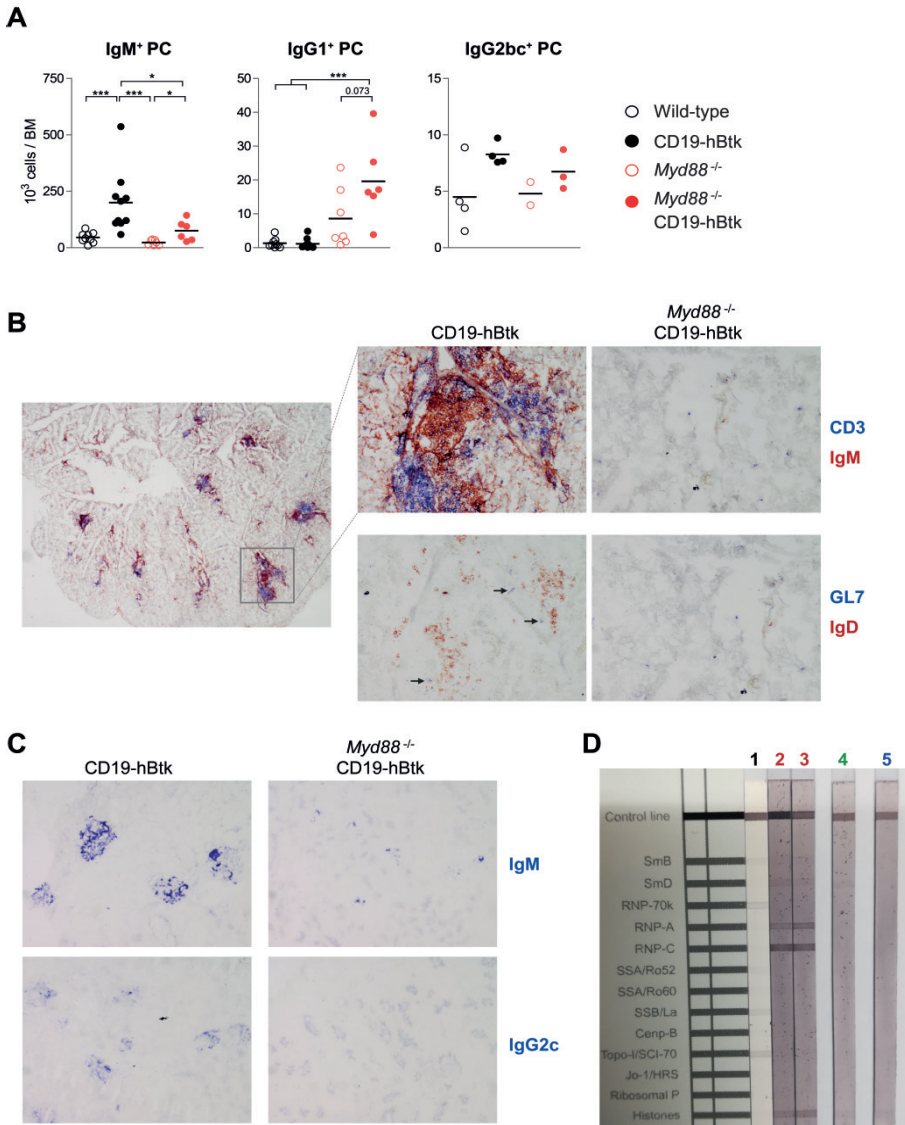 A
IgM⁺ PC
IgG1⁺ PC
IgG2bc⁺ PC
10³ cells / BM
750
500
250
0
***
***
*
*
50
40
30
20
10
0
***
0.073
15
10
5
0
Wild-type
CD19-hBtk
Myd88⁻/⁻
Myd88⁻/⁻
CD19-hBtk
B
CD19-hBtk
Myd88⁻/⁻
CD19-hBtk
CD3
IgM
GL7
IgD
C
CD19-hBtk
Myd88⁻/⁻
CD19-hBtk
IgM
IgG2c
D
1 2 3 4 5
Control line
SmB
SmD
RNP-70k
RNP-A
RNP-C
SSA/Ro52
SSA/Ro60
SSB/La
Cenp-B
Topo-I/SCl-70
Jo-1/HRS
Ribosomal P
Histones